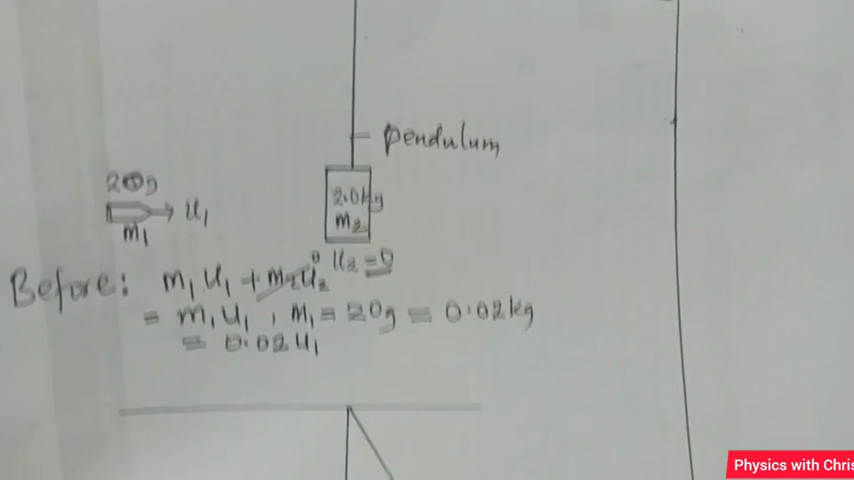 pendulum
20g
u₁
2.0kg
m₂
m₁
u₂ = 0
Before: m₁u₁ + m₂u₂ 0
= m₁u₁, m₁ = 20g = 0.02kg
= 0.02u₁
Physics with Chris